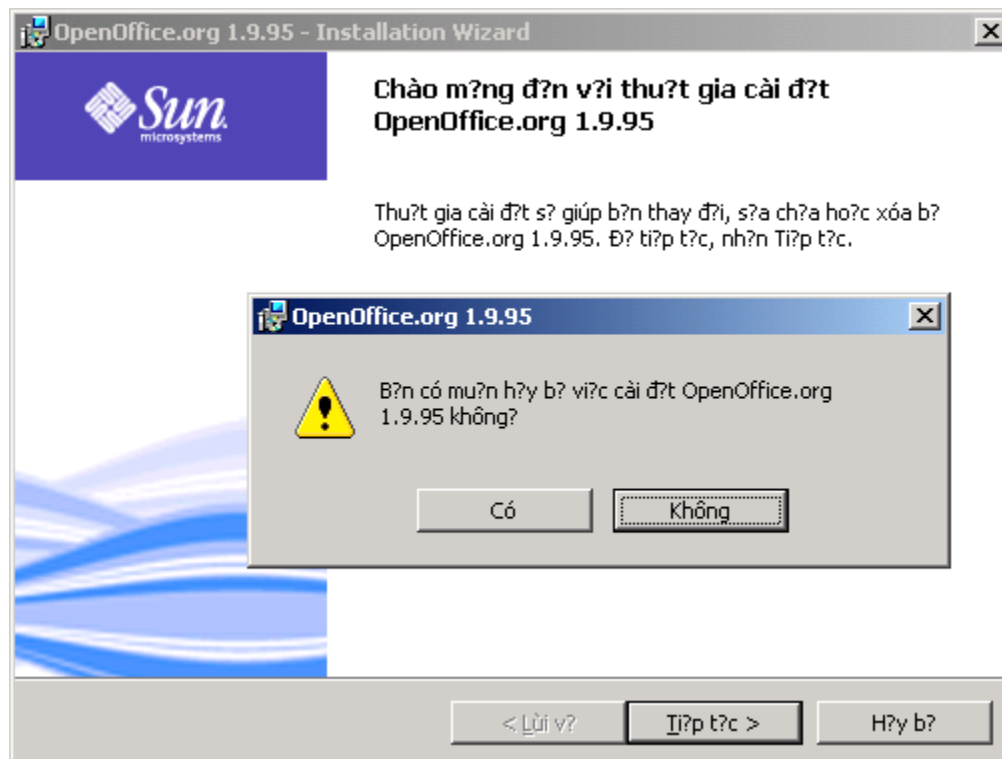 OpenOffice.org 1.9.95 - Installation Wizard
Sun
microsystems
Chào m?ng đ?n v?i thu?t gia cài đ?t
OpenOffice.org 1.9.95
Thu?t gia cài đ?t s? giúp b?n thay đ?i, s?a ch?a ho?c xóa b?
OpenOffice.org 1.9.95. Đ? ti?p t?c, nh?n Ti?p t?c.
OpenOffice.org 1.9.95
B?n có mu?n h?y b? vi?c cài đ?t OpenOffice.org
1.9.95 không?
Có
Không
< Lùi v?
Ti?p t?c >
H?y b?